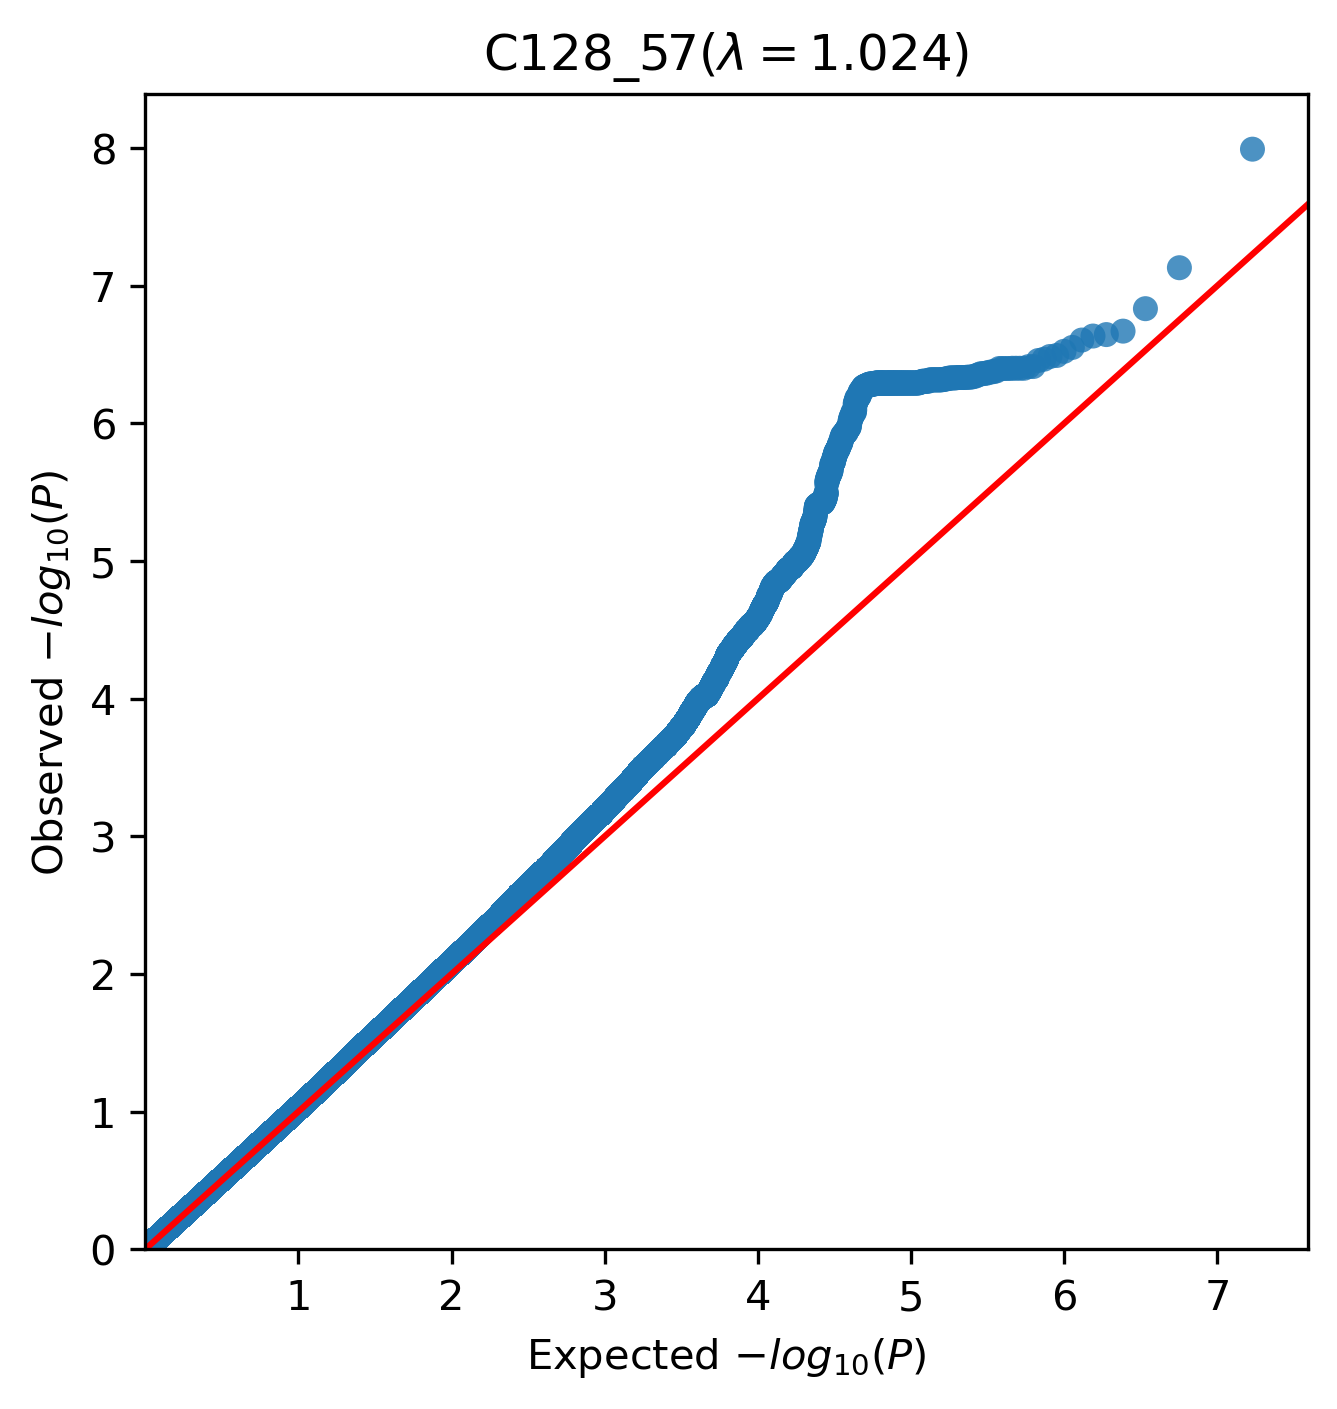 C128_57(λ = 1.024)
8
7
6
5
4
3
2
1
0
Observed −log₁₀(P)
1 2 3 4 5 6 7
Expected −log₁₀(P)